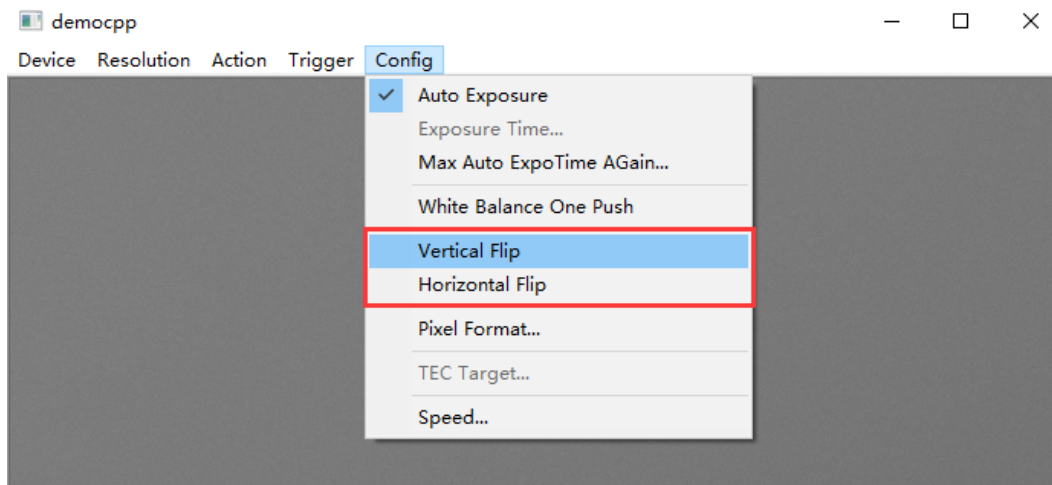 democpp
Device Resolution Action Trigger Config
Auto Exposure
Exposure Time...
Max Auto ExpoTime AGain...
White Balance One Push
Vertical Flip
Horizontal Flip
Pixel Format...
TEC Target...
Speed...